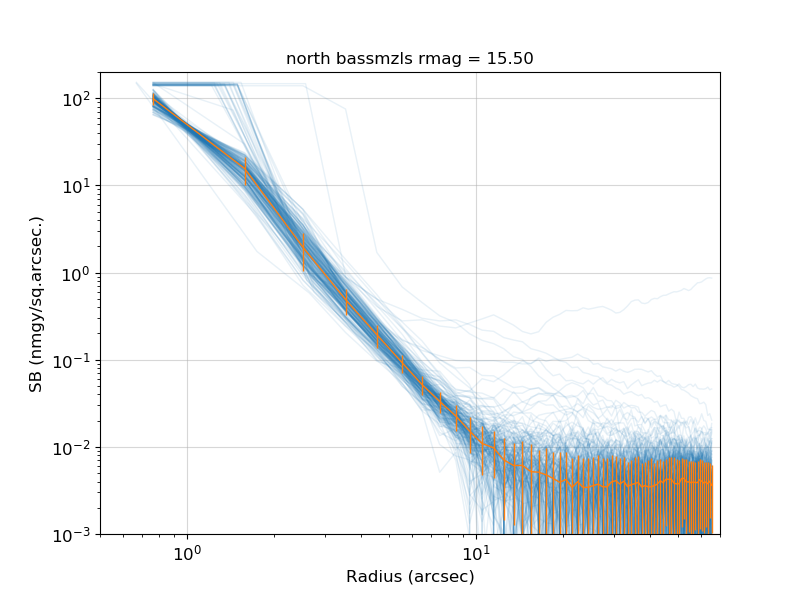 north bassmzls rmag = 15.50
SB (nmgy/sq.arcsec.)
10²
10¹
10⁰
10⁻¹
10⁻²
10⁻³
10⁰ 10¹
Radius (arcsec)